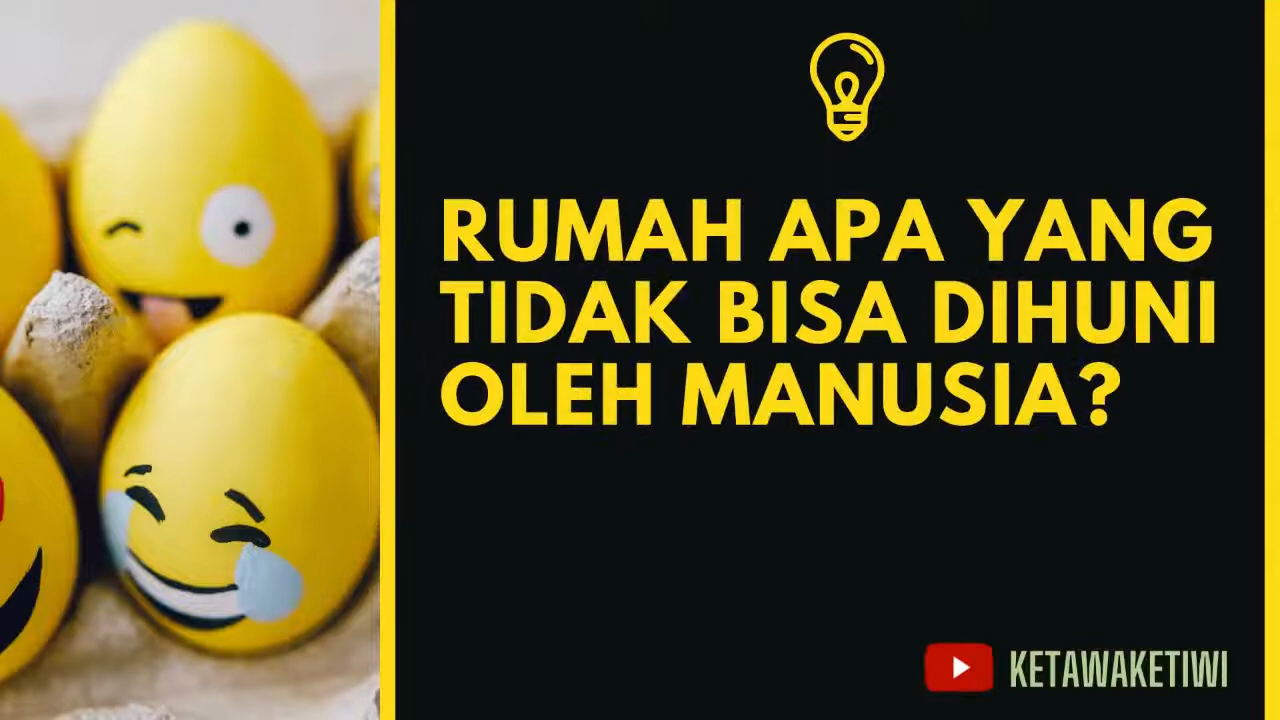 RUMAH APA YANG
TIDAK BISA DIHUNI
OLEH MANUSIA?
KETAWAKETIWI